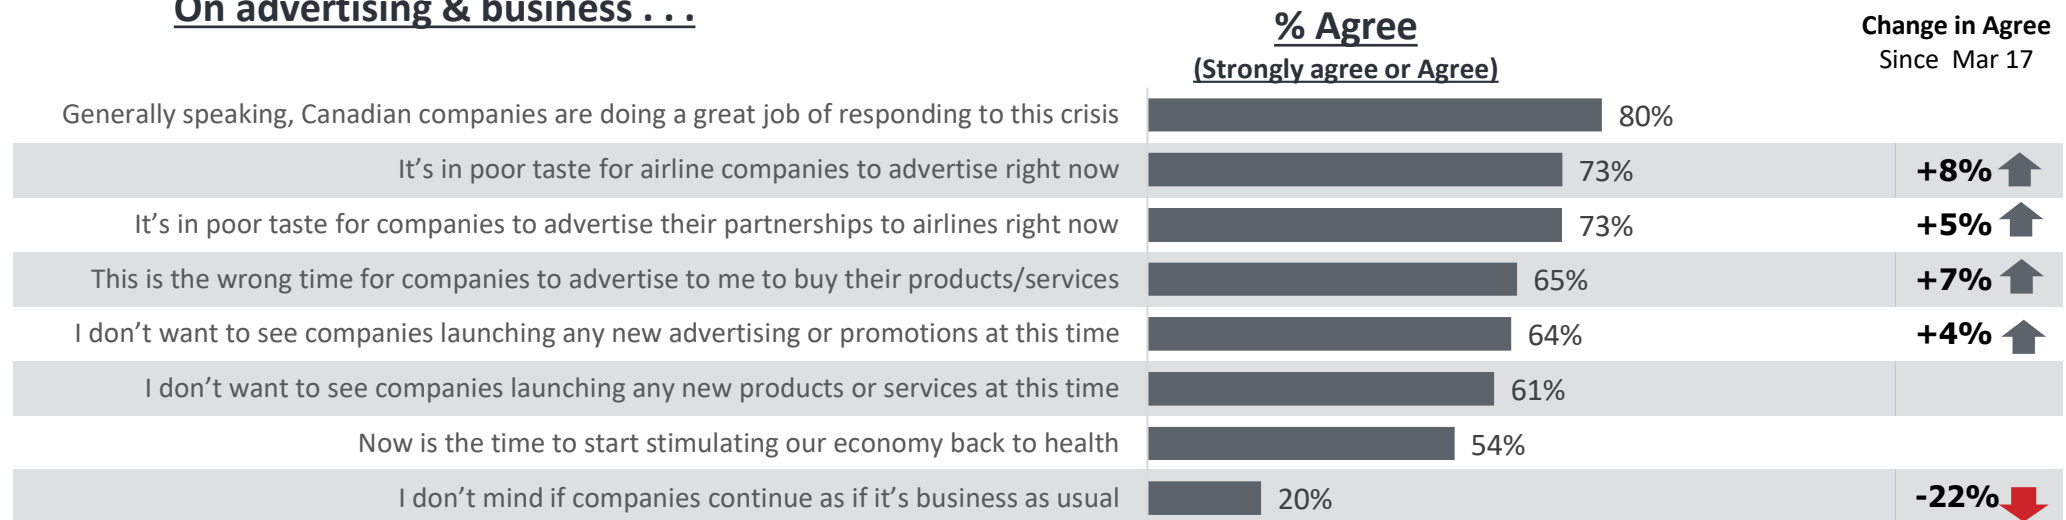 On advertising & business . . .
% Agree
(Strongly agree or Agree)
Change in Agree
Since Mar 17
Generally speaking, Canadian companies are doing a great job of responding to this crisis 80%
It’s in poor taste for airline companies to advertise right now 73% +8%
It’s in poor taste for companies to advertise their partnerships to airlines right now 73% +5%
This is the wrong time for companies to advertise to me to buy their products/services 65% +7%
I don’t want to see companies launching any new advertising or promotions at this time 64% +4%
I don’t want to see companies launching any new products or services at this time 61%
Now is the time to start stimulating our economy back to health 54%
I don’t mind if companies continue as if it’s business as usual 20% -22%